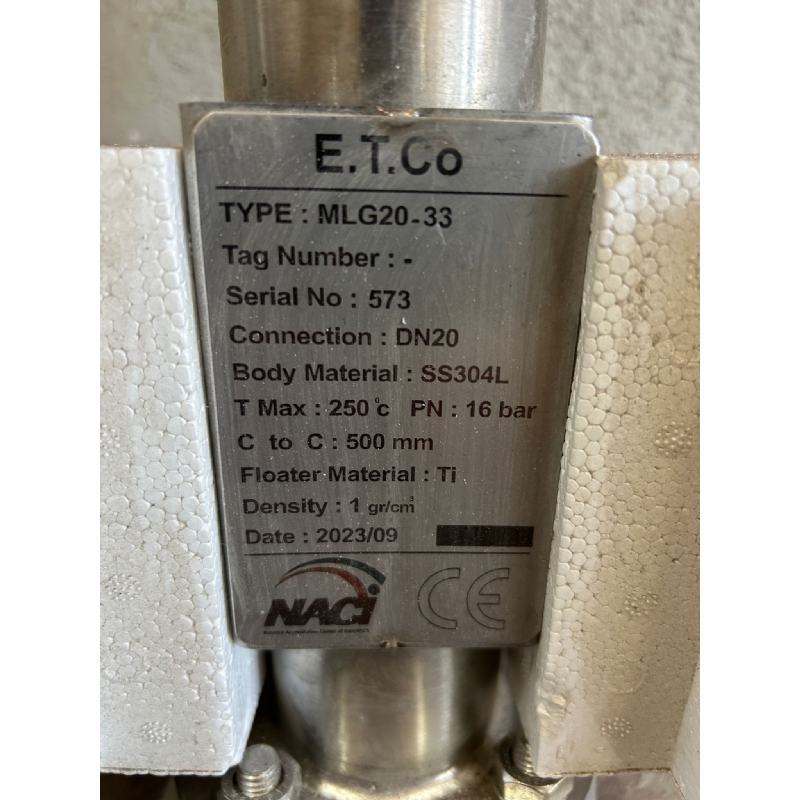 E.T.Co
TYPE : MLG20-33
Tag Number : -
Serial No : 573
Connection : DN20
Body Material : SS304L
T Max : 250 °c PN : 16 bar
C to C : 500 mm
Floater Material : Ti
Density : 1 gr/cm³
Date : 2023/09
NACI
CE